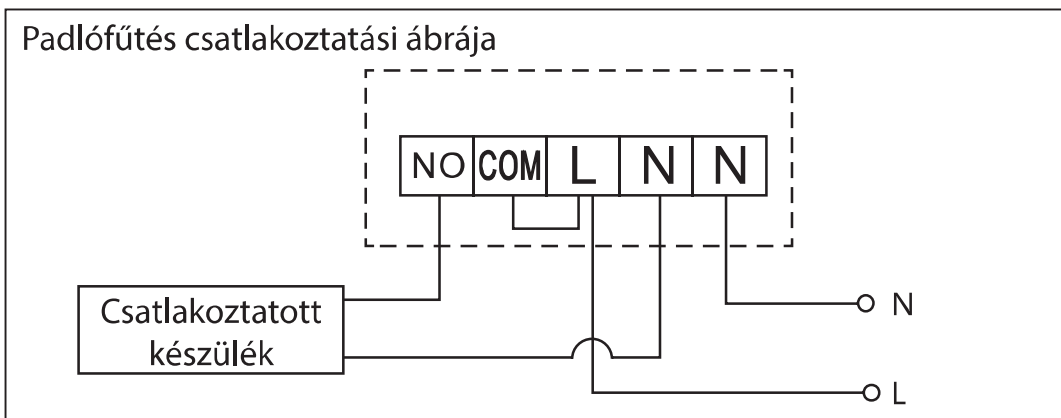 Padlófűtés csatlakoztatási ábrája
NO COM L N N
Csatlakoztatott
készülék
N
L